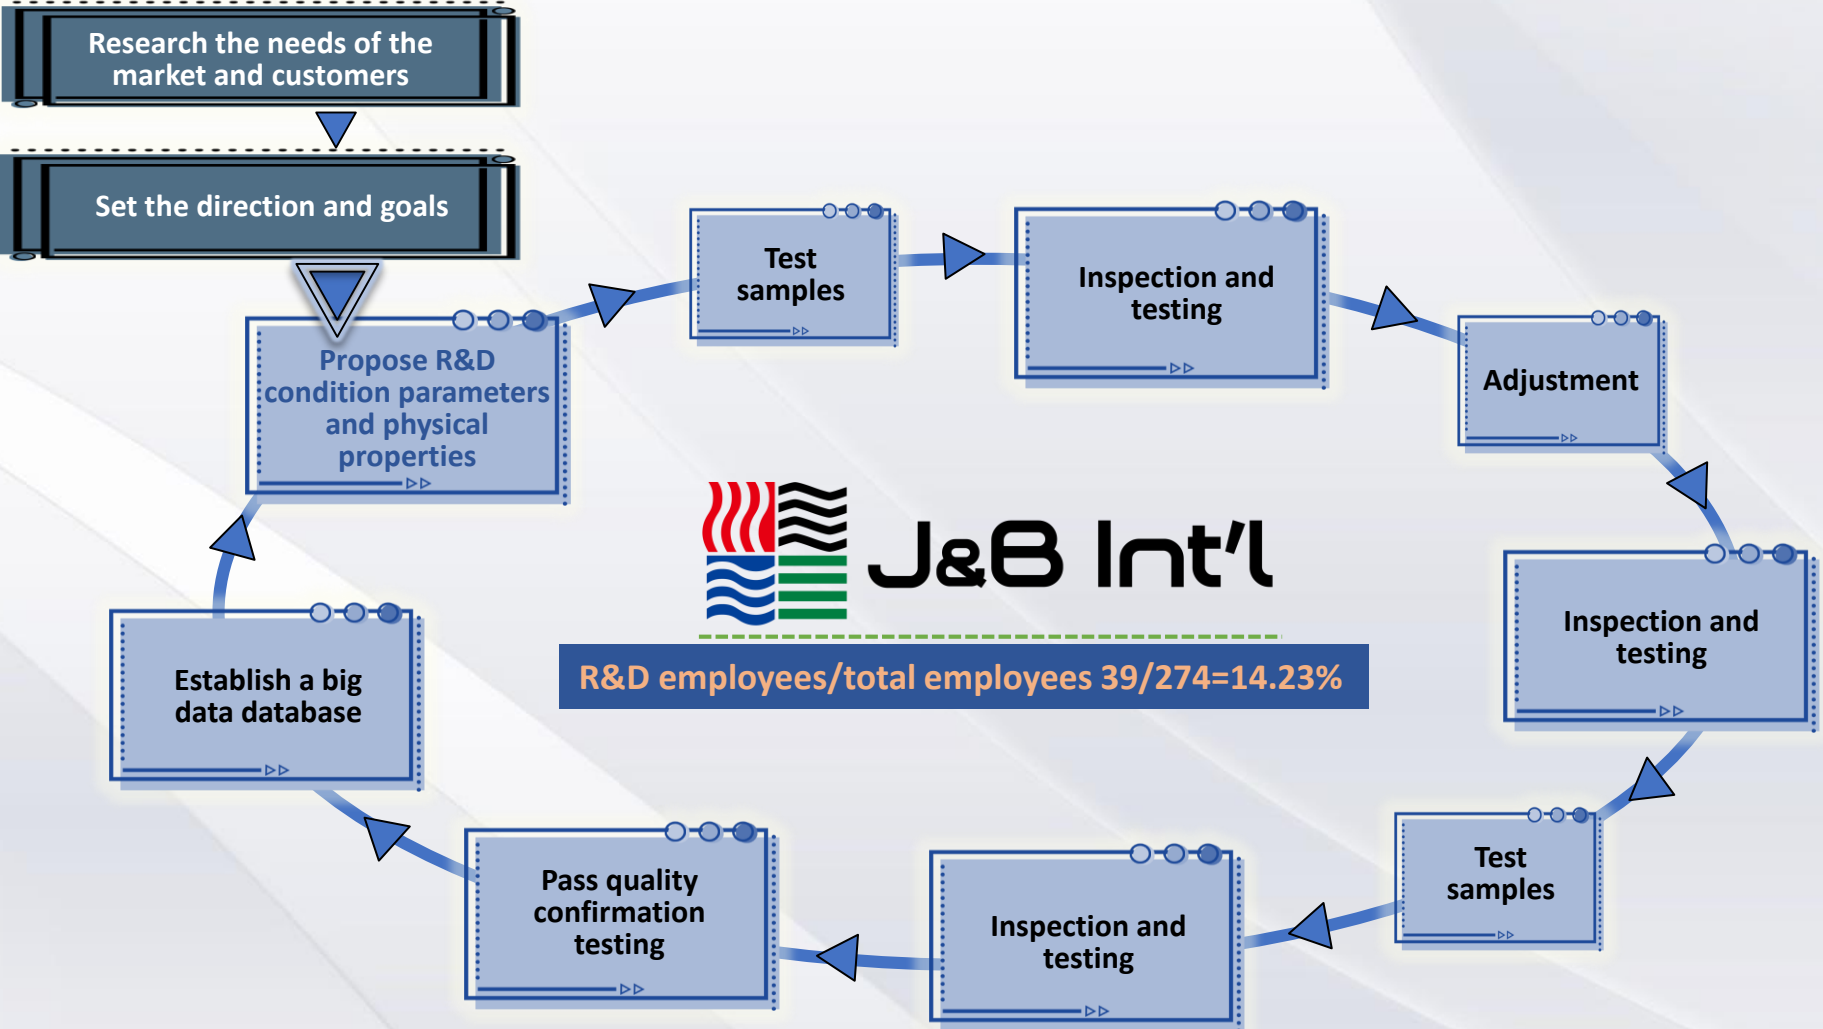 Research the needs of the
market and customers
Set the direction and goals
Propose R&D
condition parameters
and physical
properties
Test
samples
Inspection and
testing
Adjustment
Inspection and
testing
Test
samples
Inspection and
testing
Pass quality
confirmation
testing
Establish a big
data database
J&B Int'l
R&D employees/total employees 39/274=14.23%